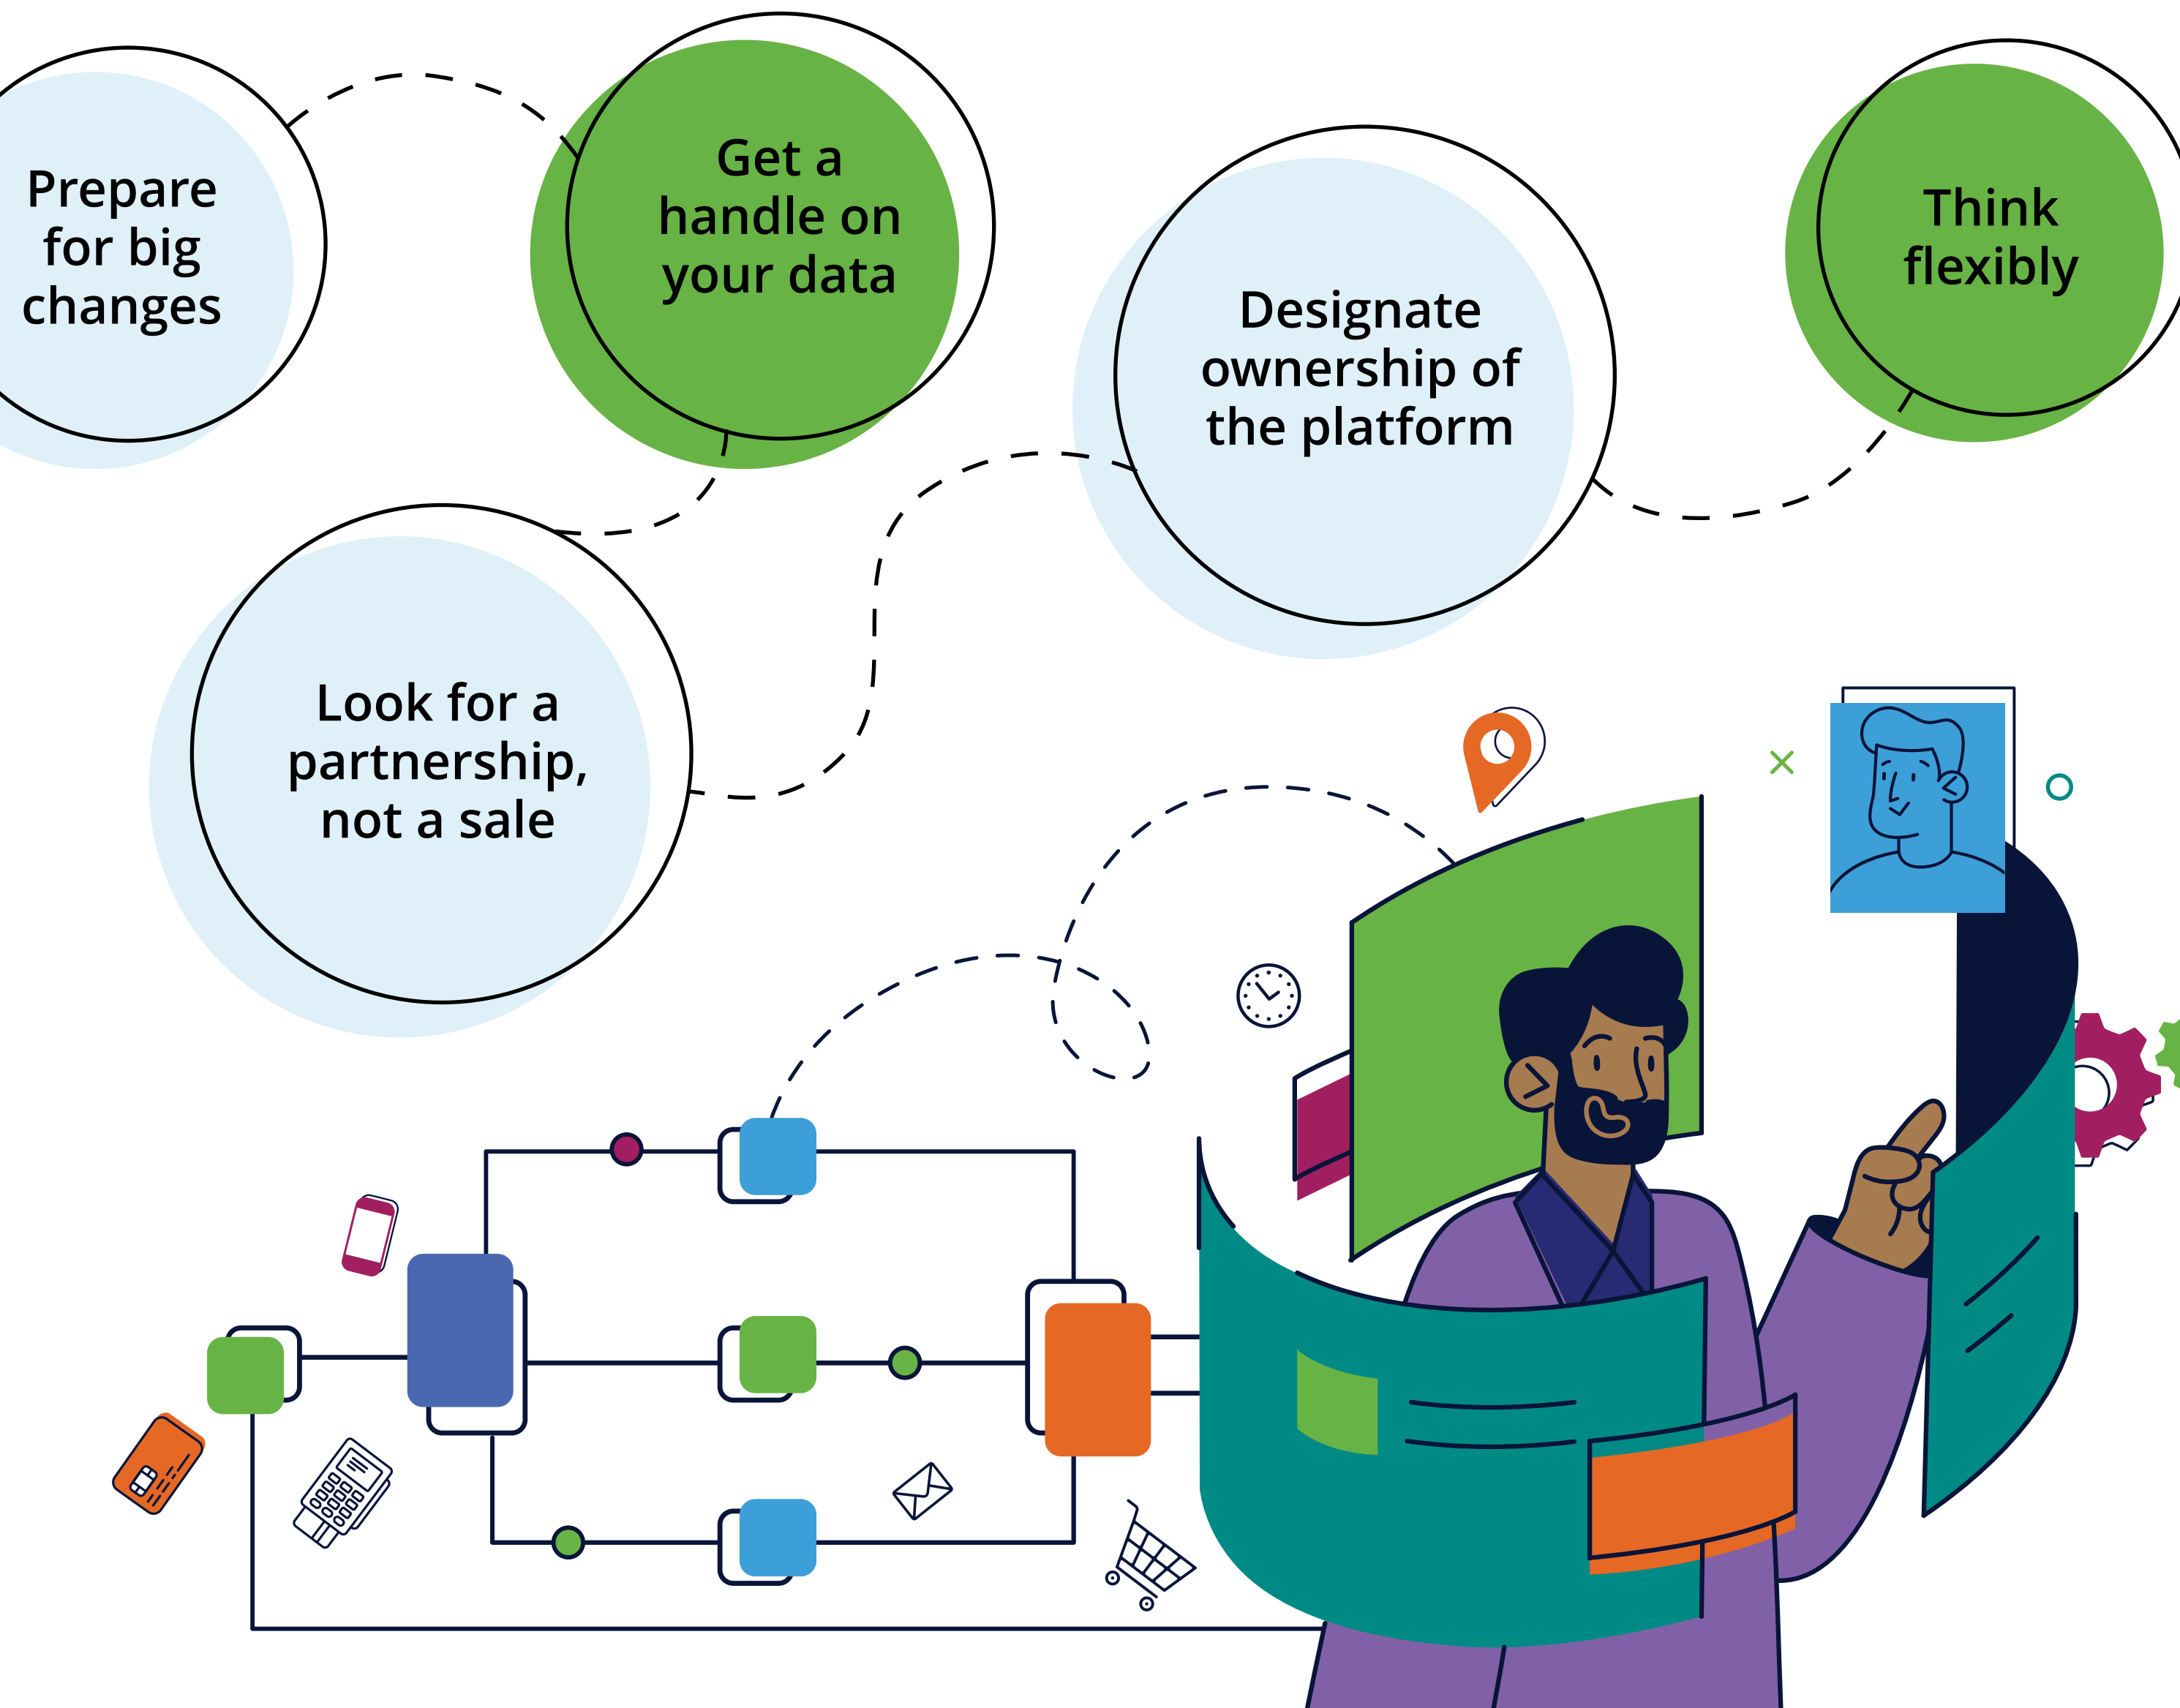 Prepare
for big
changes
Get a
handle on
your data
Look for a
partnership,
not a sale
Designate
ownership of
the platform
Think
flexibly